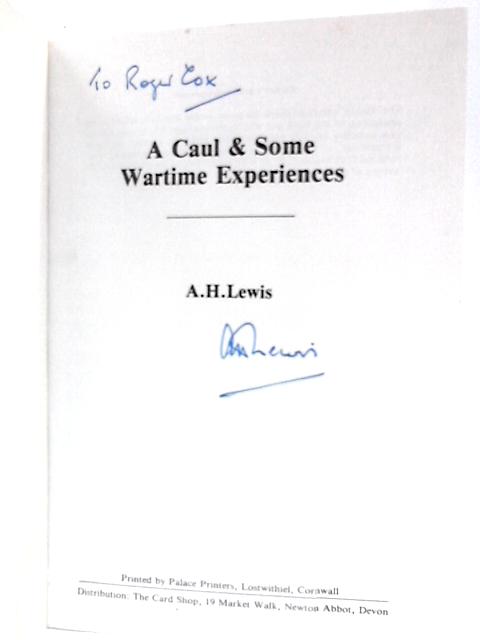 To Roger Cox
A Caul & Some
Wartime Experiences
A.H.Lewis
AHLewis
Printed by Palace Printers, Lostwithiel, Cornwall
Distribution: The Card Shop, 19 Market Walk, Newton Abbot, Devon